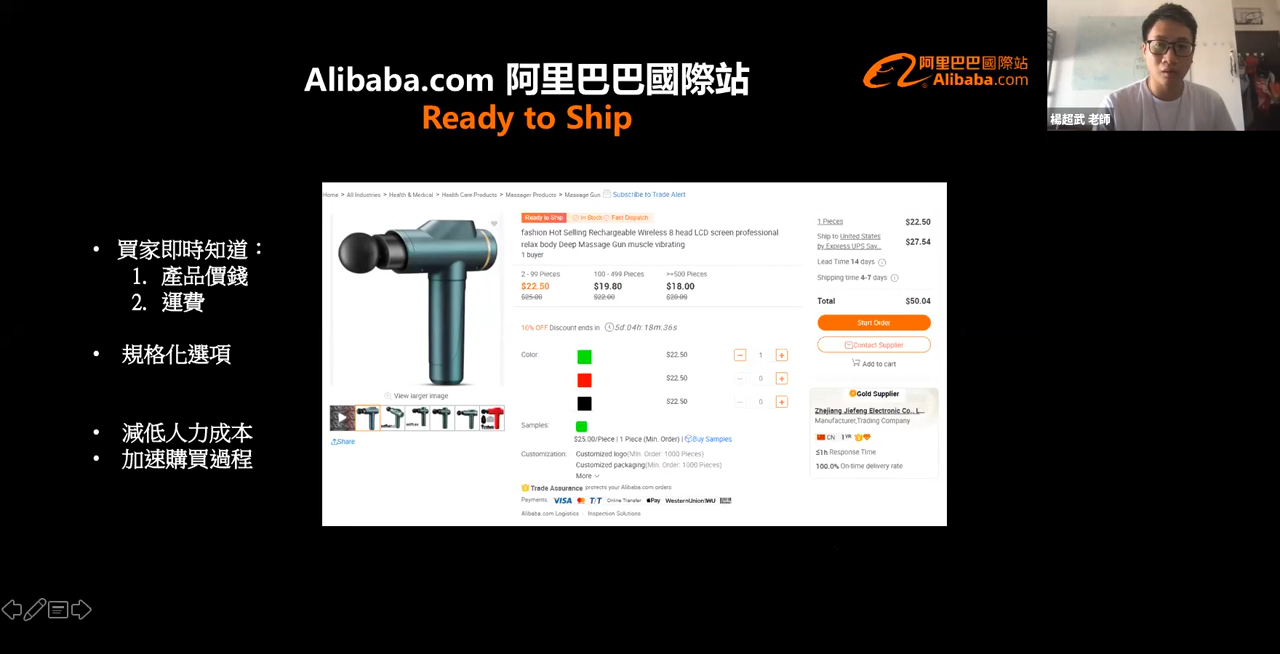 Alibaba.com 阿里巴巴國際站
Ready to Ship
阿里巴巴國際站
Alibaba.com
楊超武 老師
• 買家即時知道：
1. 產品價錢
2. 運費
• 規格化選項
• 減低人力成本
• 加速購買過程
Home > All Industries > Health & Medical > Health Care Products > Massager Products > Massage Gun
Subscribe to Trade Alert
View larger image
Share
Ready to Ship
In Stock
Fast Dispatch
fashion Hot Selling Rechargeable Wireless 8 head LCD screen professional
relax body Deep Massage Gun muscle vibrating
1 buyer
2 - 99 Pieces 100 - 499 Pieces >=500 Pieces
$22.50 $19.80 $18.00
$25.00 $22.00 $20.00
10% OFF Discount ends in 5d :04h :18m :36s
Color: $22.50 − 1 +
$22.50 − 0 +
$22.50 − 0 +
Samples:
$25.00/Piece | 1 Piece (Min. Order) | Buy Samples
Customization: Customized logo(Min. Order: 1000 Pieces)
Customized packaging(Min. Order: 1000 Pieces)
More
Trade Assurance protects your Alibaba.com orders
Payments: VISA T/T Online Transfer Pay WesternUnion WU
Alibaba.com Logistics · Inspection Solutions
1 Pieces $22.50
Ship to United States $27.54
by Express UPS Sav...
Lead Time 14 days
Shipping time 4-7 days
Total $50.04
Start Order
Contact Supplier
Add to cart
Gold Supplier
Zhejiang Jiefeng Electronic Co., L...
Manufacturer,Trading Company
CN 1YR
≤1h Response Time
100.0% On-time delivery rate